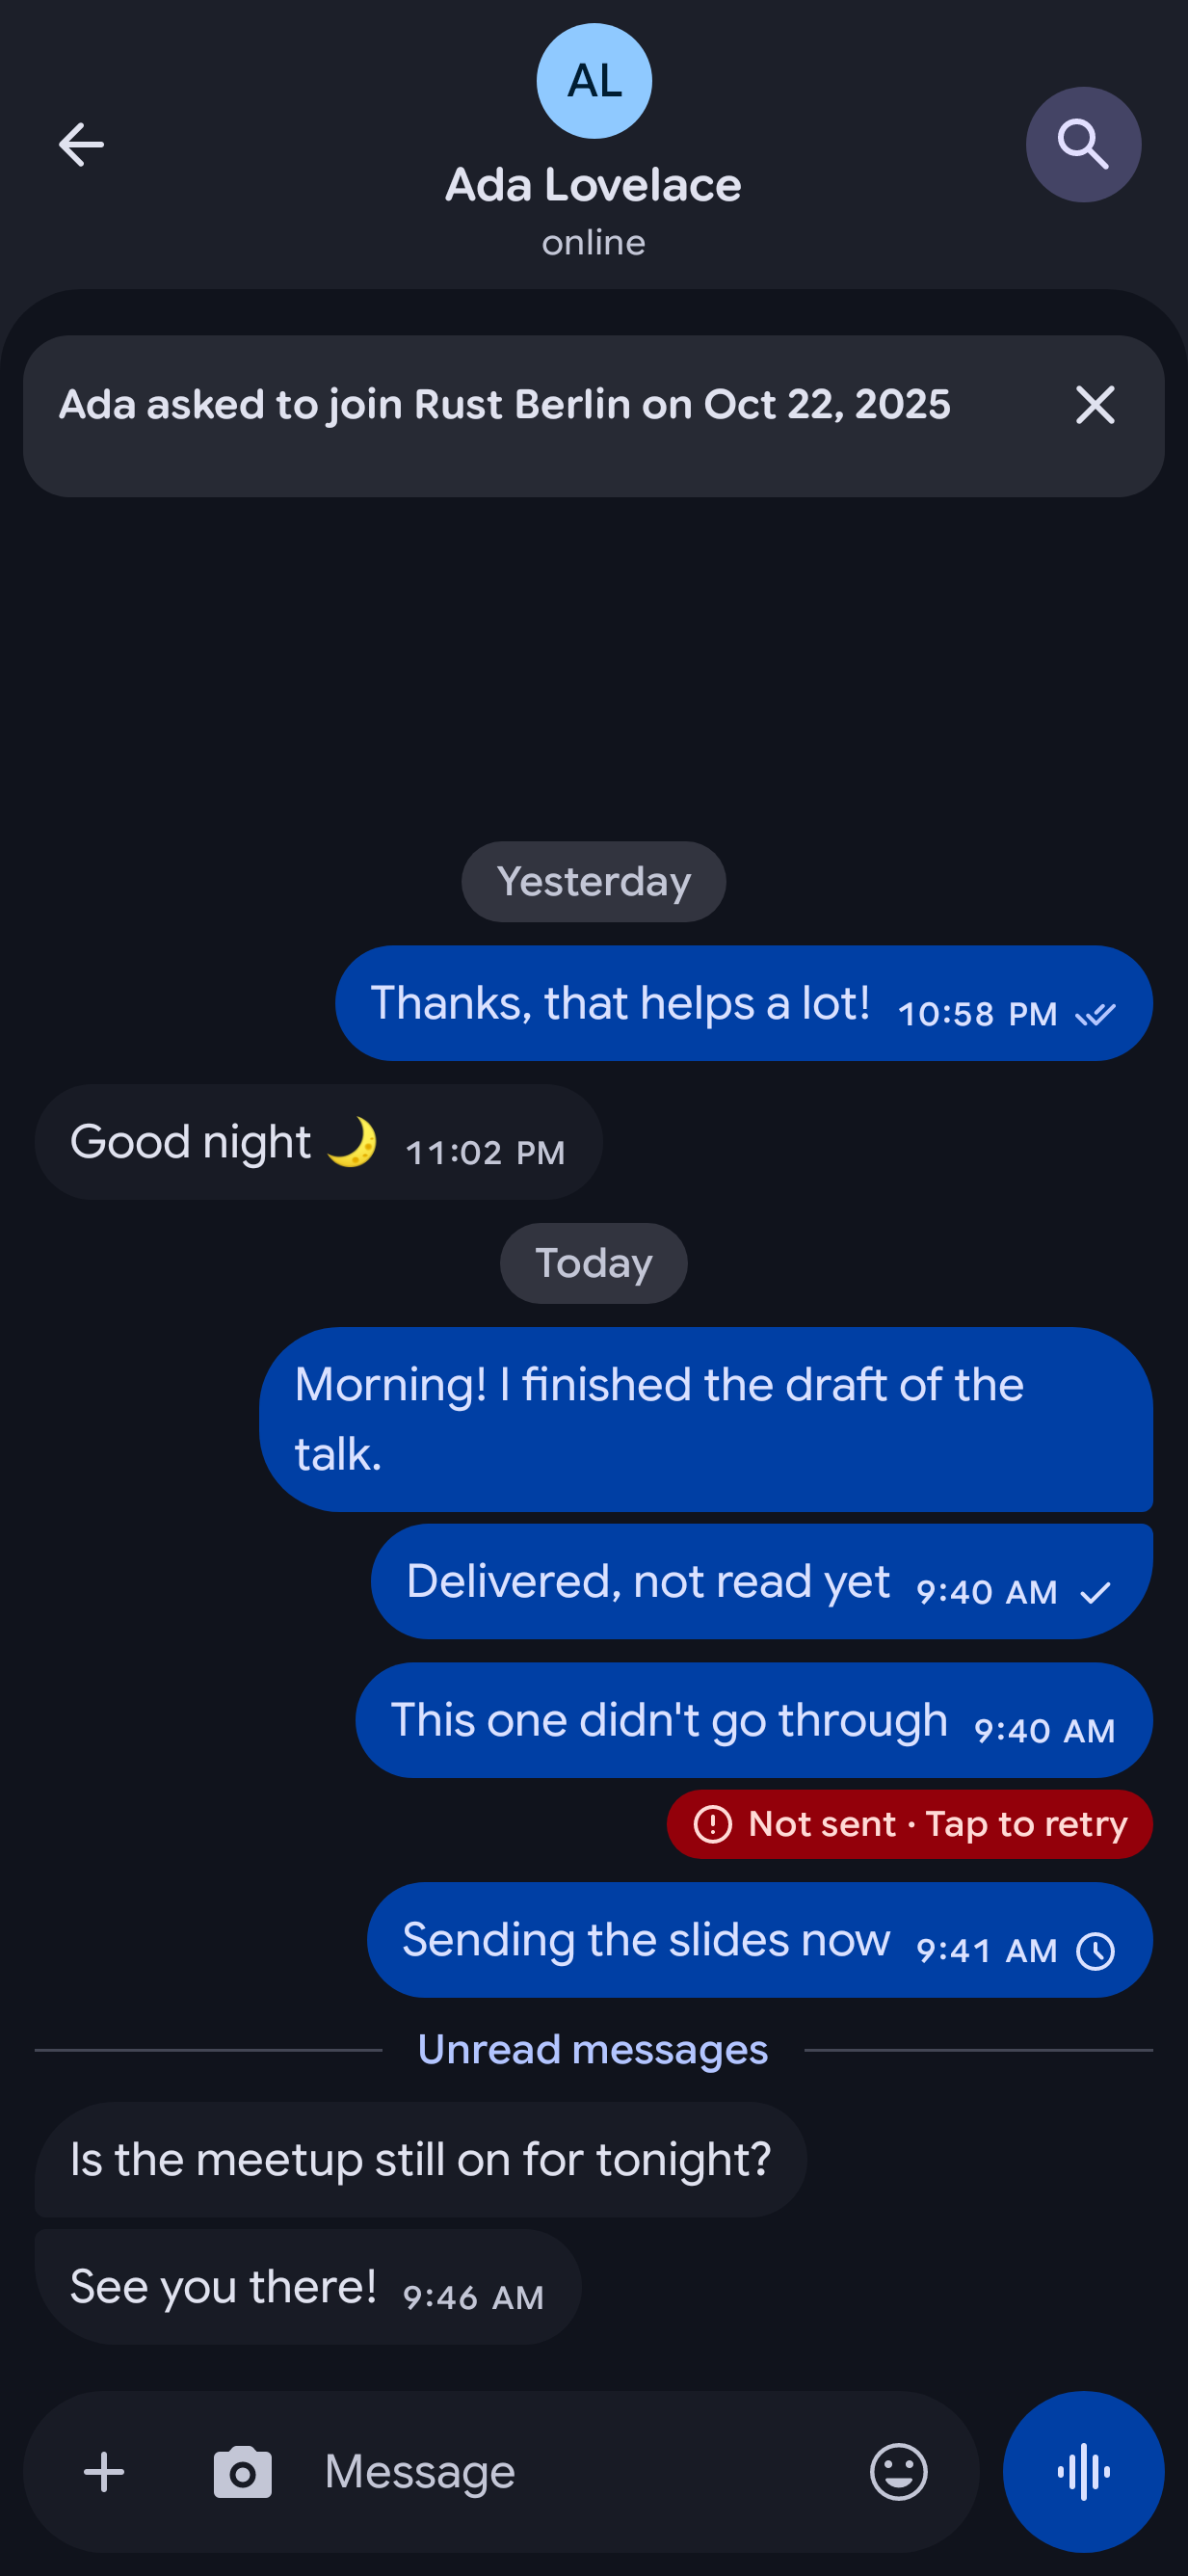 AL
Ada Lovelace
online
Ada asked to join Rust Berlin on Oct 22, 2025
Yesterday
Thanks, that helps a lot! 10:58 PM
Good night 🌙 11:02 PM
Today
Morning! I finished the draft of the
talk.
Delivered, not read yet 9:40 AM
This one didn't go through 9:40 AM
Not sent · Tap to retry
Sending the slides now 9:41 AM
Unread messages
Is the meetup still on for tonight?
See you there! 9:46 AM
Message